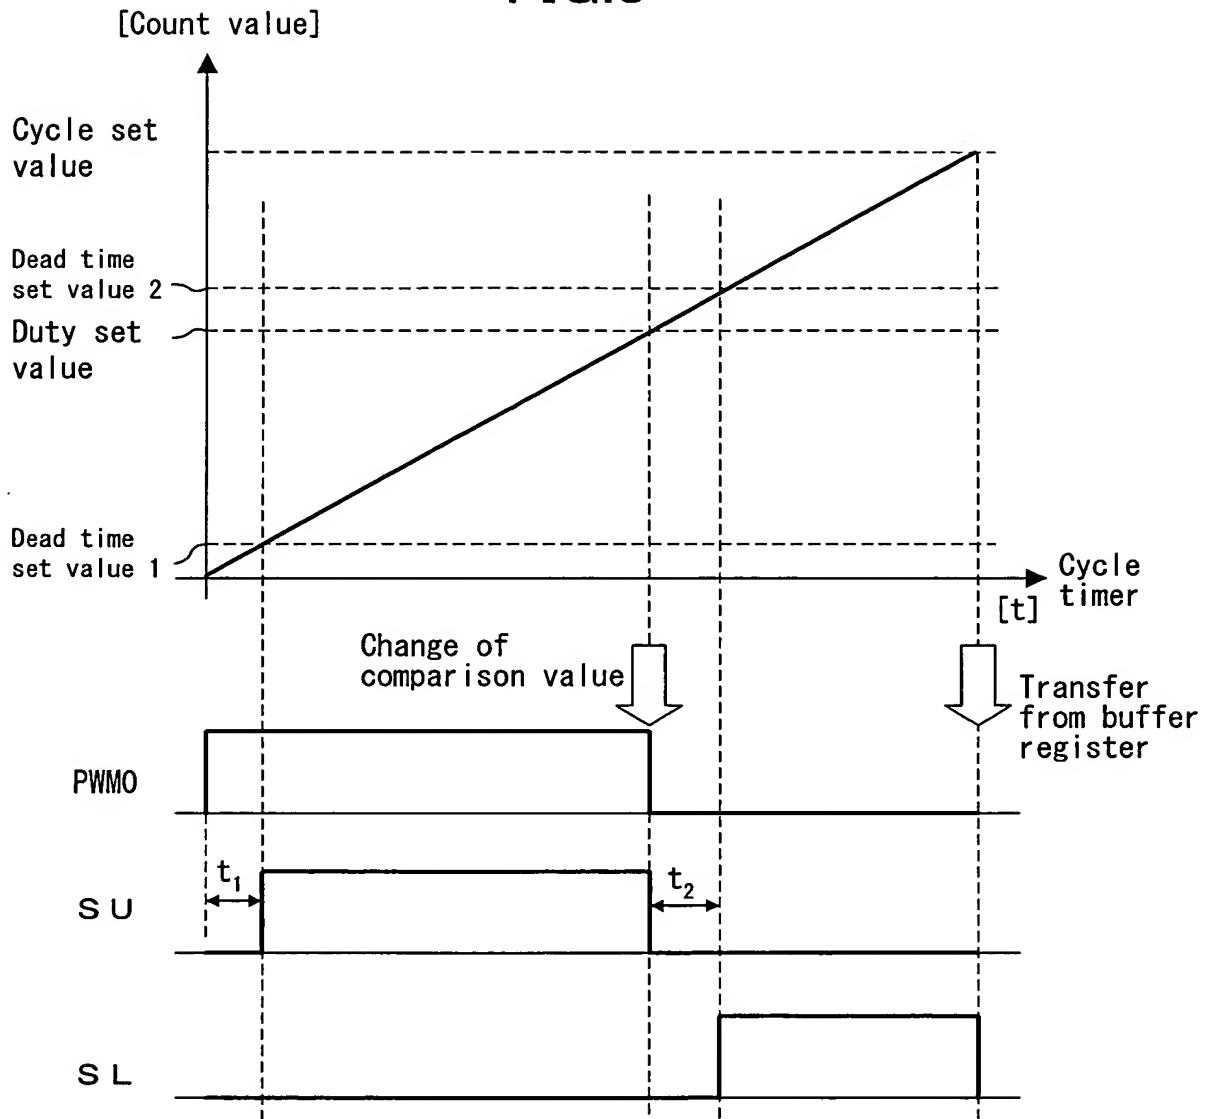 [Count value]
Cycle set
value
Dead time
set value 2
Duty set
value
Dead time
set value 1
Cycle
timer
[t]
Change of
comparison value
Transfer
from buffer
register
PWMO
t₁
t₂
SU
SL